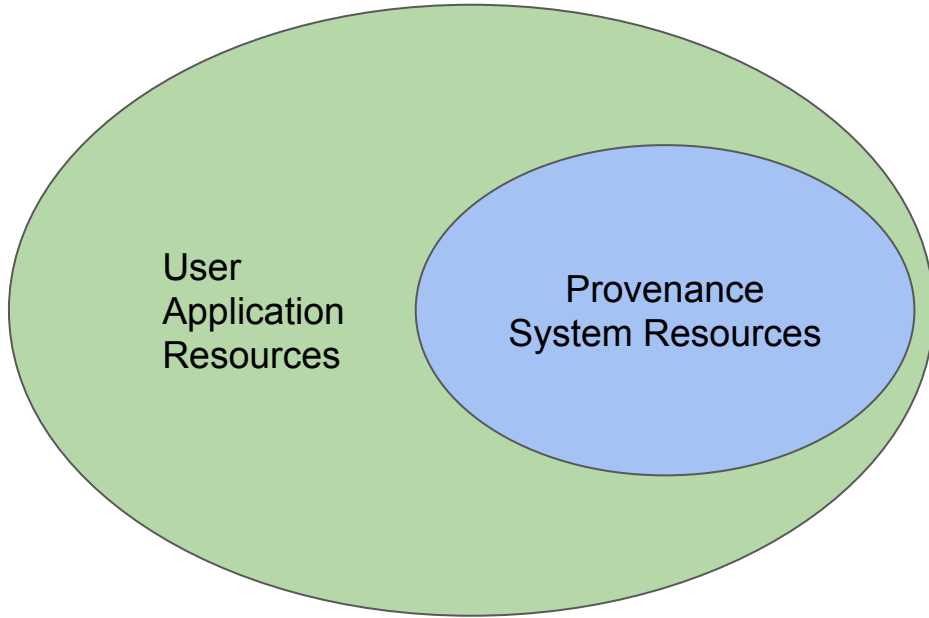 User
Application
Resources
Provenance
System Resources